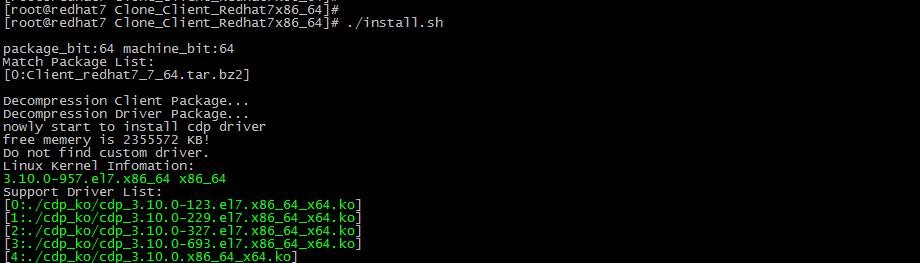 [root@redhat7 Clone_Client_Redhat7x86_64]#
[root@redhat7 Clone_Client_Redhat7x86_64]#
[root@redhat7 Clone_Client_Redhat7x86_64]# ./install.sh
package_bit:64 machine_bit:64
Match Package List:
[0:Client_redhat7_7_64.tar.bz2]
Decompression Client Package...
Decompression Driver Package...
nowly start to install cdp driver
free memery is 2355572 KB!
Do not find custom driver.
Linux Kernel Infomation:
3.10.0-957.el7.x86_64 x86_64
Support Driver List:
[0:./cdp_ko/cdp_3.10.0-123.el7.x86_64_x64.ko]
[1:./cdp_ko/cdp_3.10.0-229.el7.x86_64_x64.ko]
[2:./cdp_ko/cdp_3.10.0-327.el7.x86_64_x64.ko]
[3:./cdp_ko/cdp_3.10.0-693.el7.x86_64_x64.ko]
[4:./cdp_ko/cdp_3.10.0.x86_64_x64.ko]